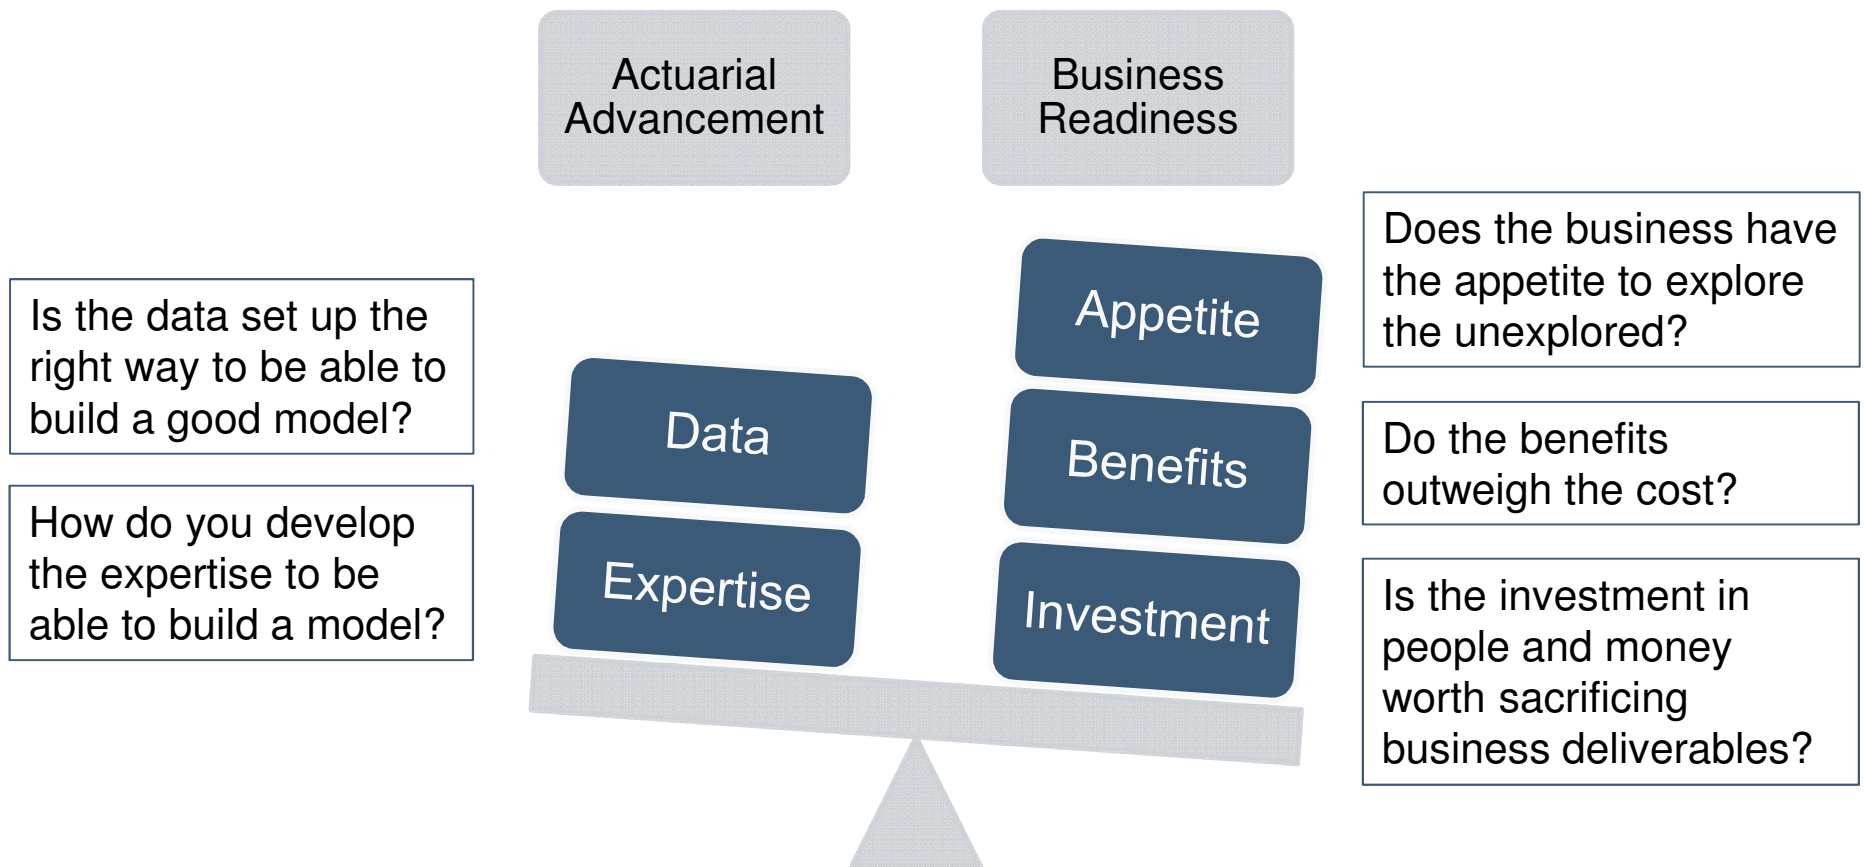 Actuarial
Advancement
Business
Readiness
Is the data set up the
right way to be able to
build a good model?
How do you develop
the expertise to be
able to build a model?
Data
Expertise
Appetite
Benefits
Investment
Does the business have
the appetite to explore
the unexplored?
Do the benefits
outweigh the cost?
Is the investment in
people and money
worth sacrificing
business deliverables?